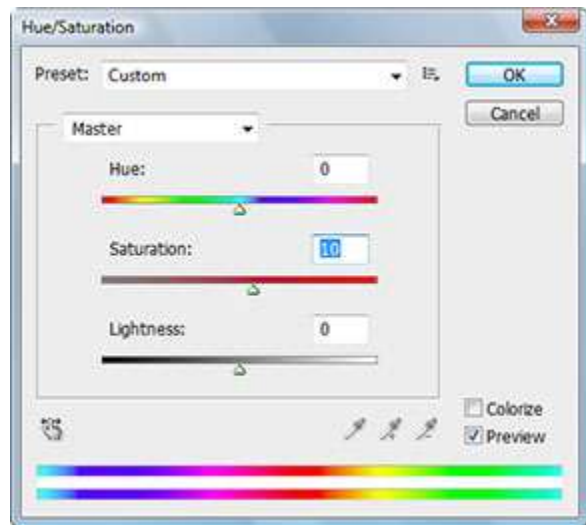 Hue/Saturation
Preset: Custom
OK
Cancel
Master
Hue: 0
Saturation: 10
Lightness: 0
Colorize
Preview